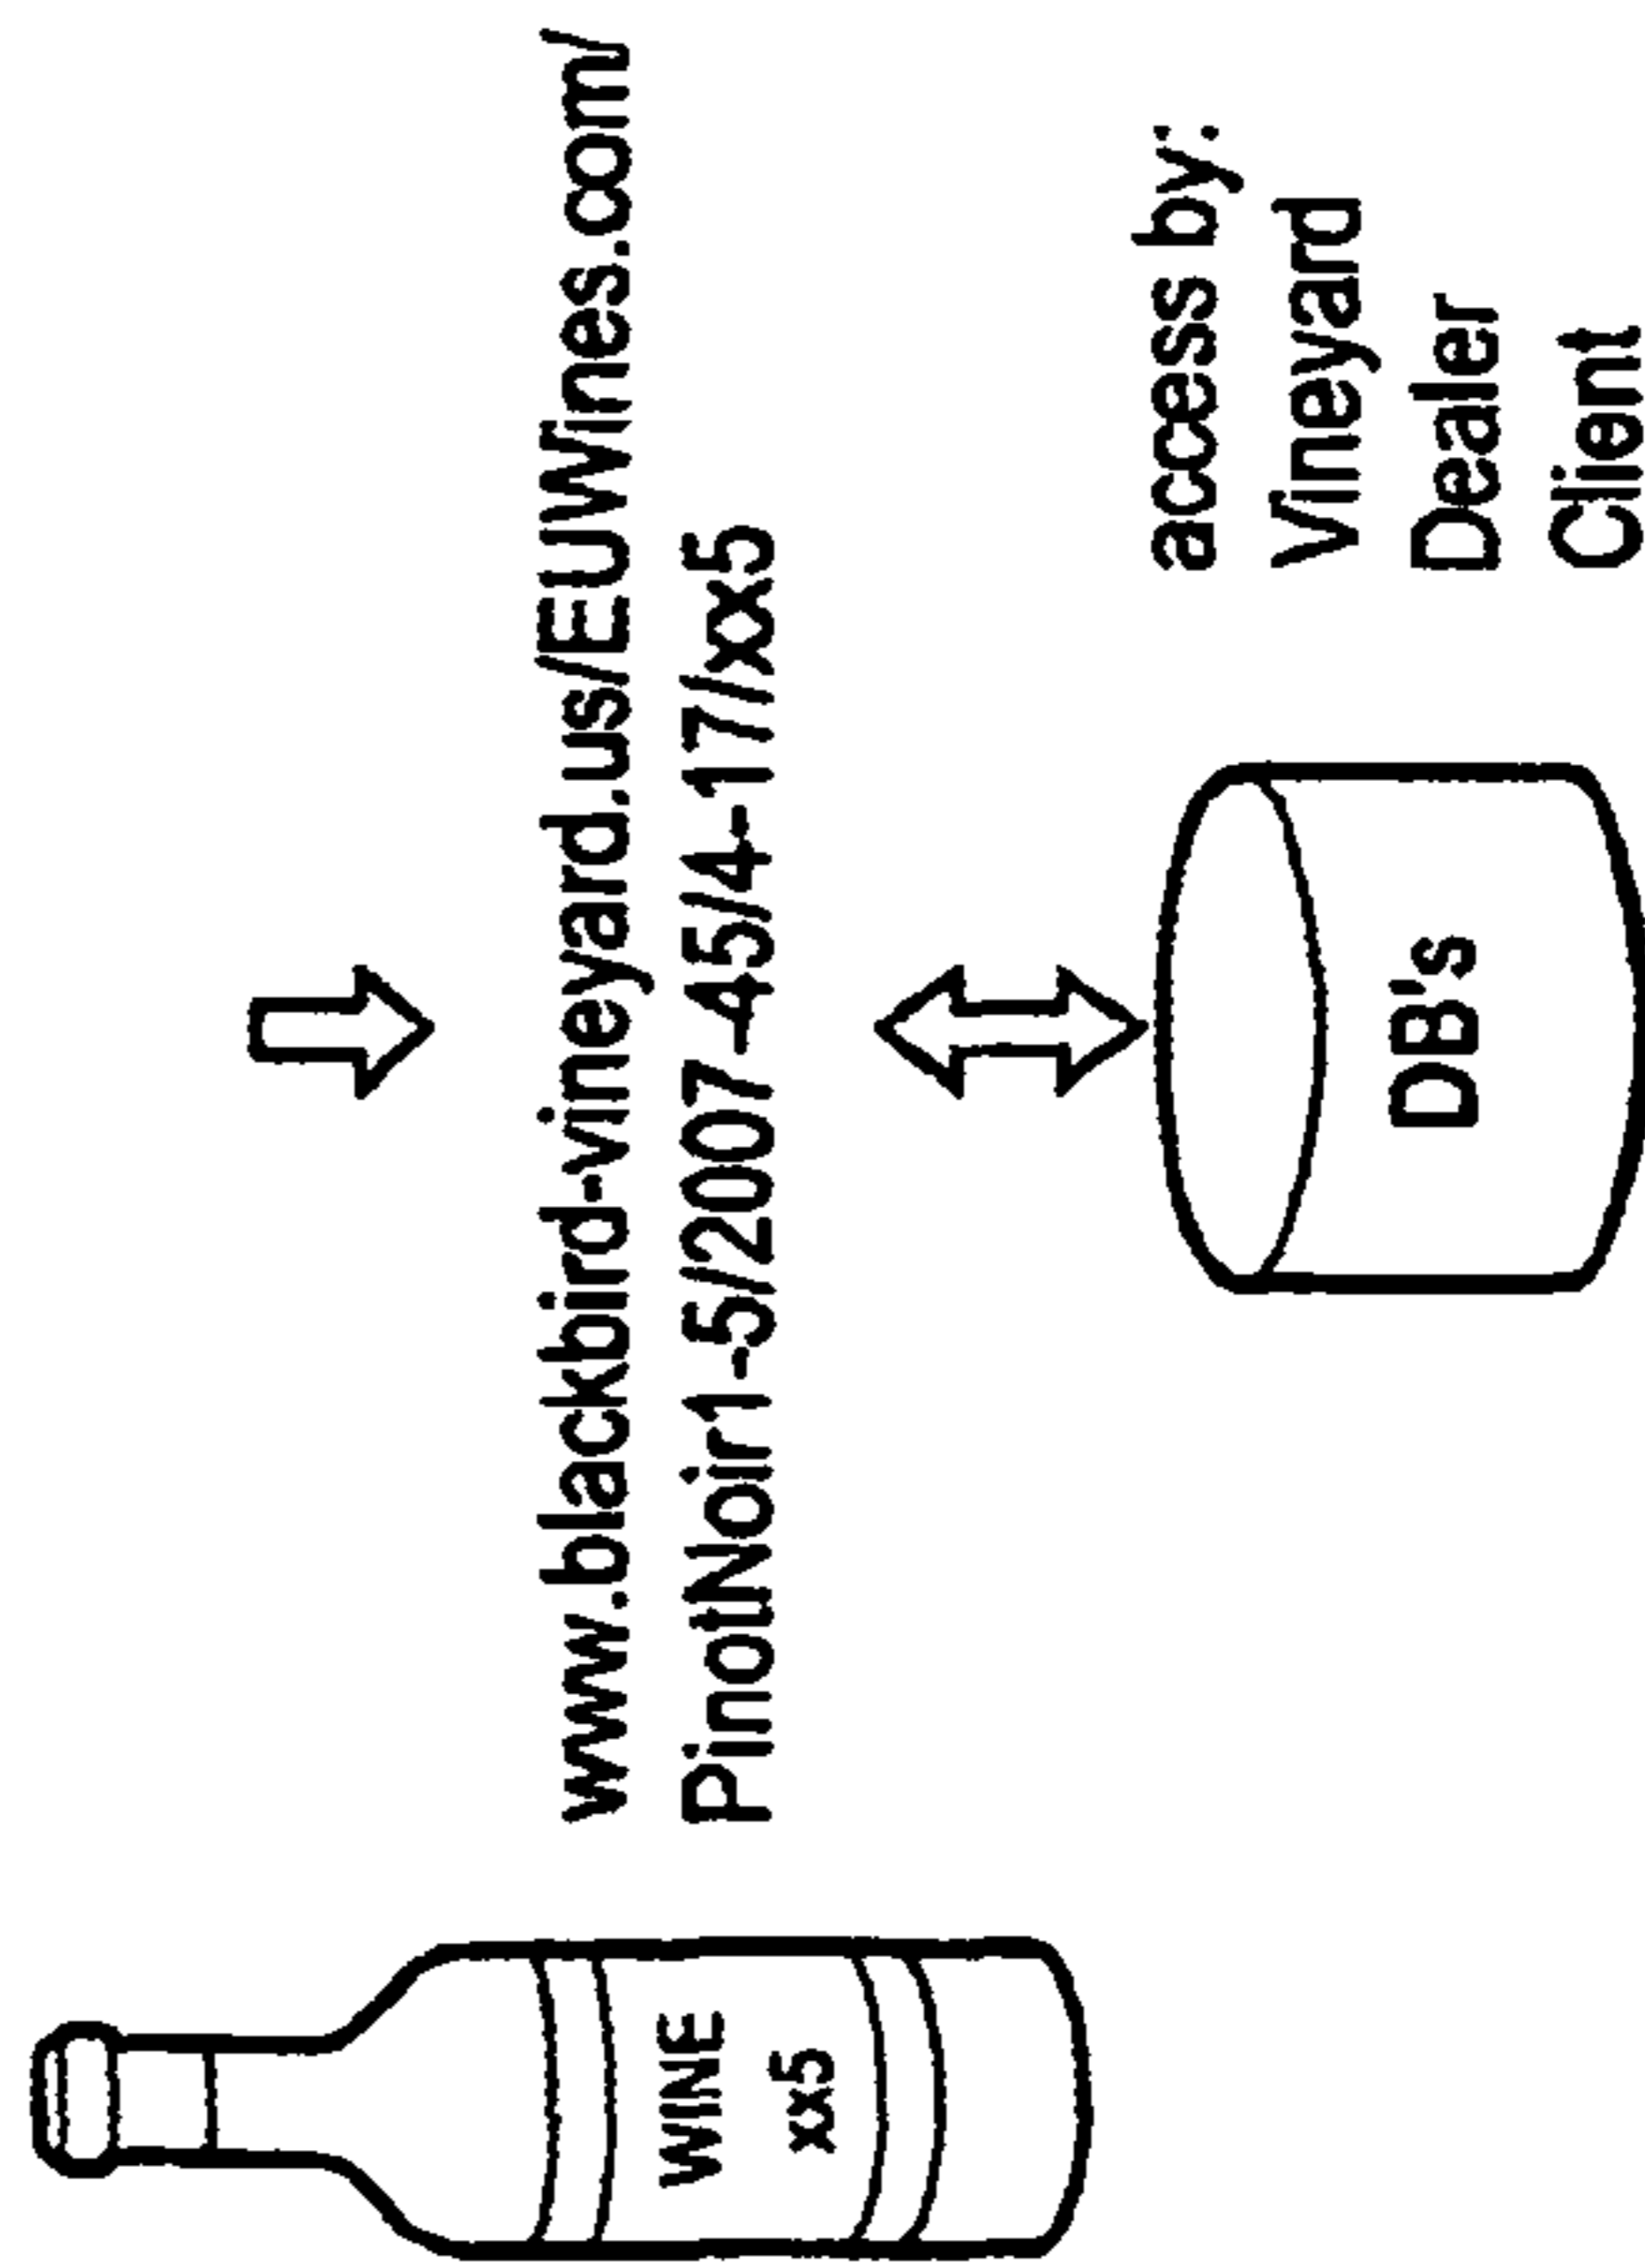 www.blackbird-vineyard.us/EUWines.com/
PinotNoir1-5/2007-45/4-17/xx5
WINE
xx5
DB's
access by:
Vineyard
Dealer
Client